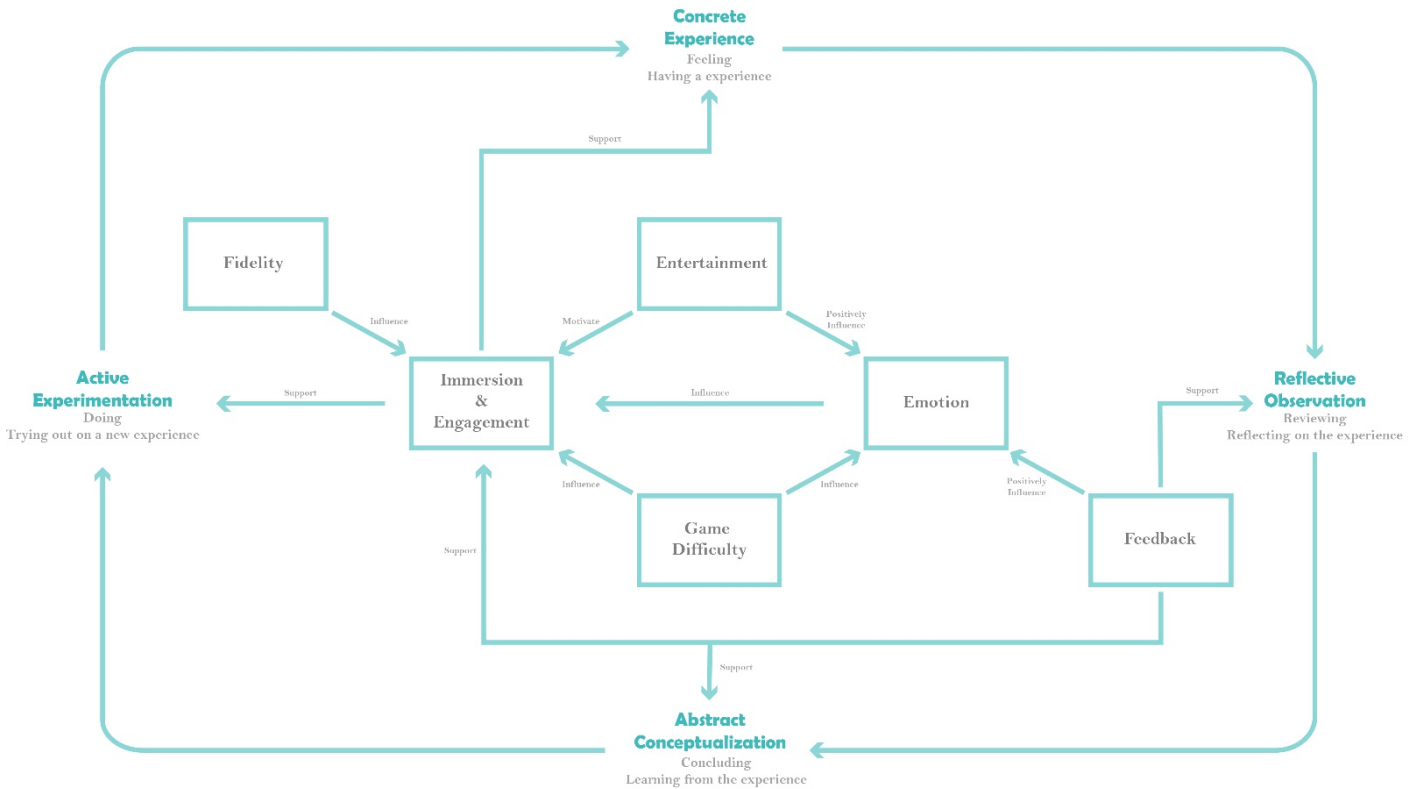 Concrete
Experience
Feeling
Having a experience
Support
Fidelity
Entertainment
Influence
Motivate
Positively
Influence
Active
Experimentation
Doing
Trying out on a new experience
Support
Immersion
&
Engagement
Influence
Emotion
Support
Reflective
Observation
Reviewing
Reflecting on the experience
Influence
Influence
Positively
Influence
Game
Difficulty
Feedback
Support
Support
Abstract
Conceptualization
Concluding
Learning from the experience